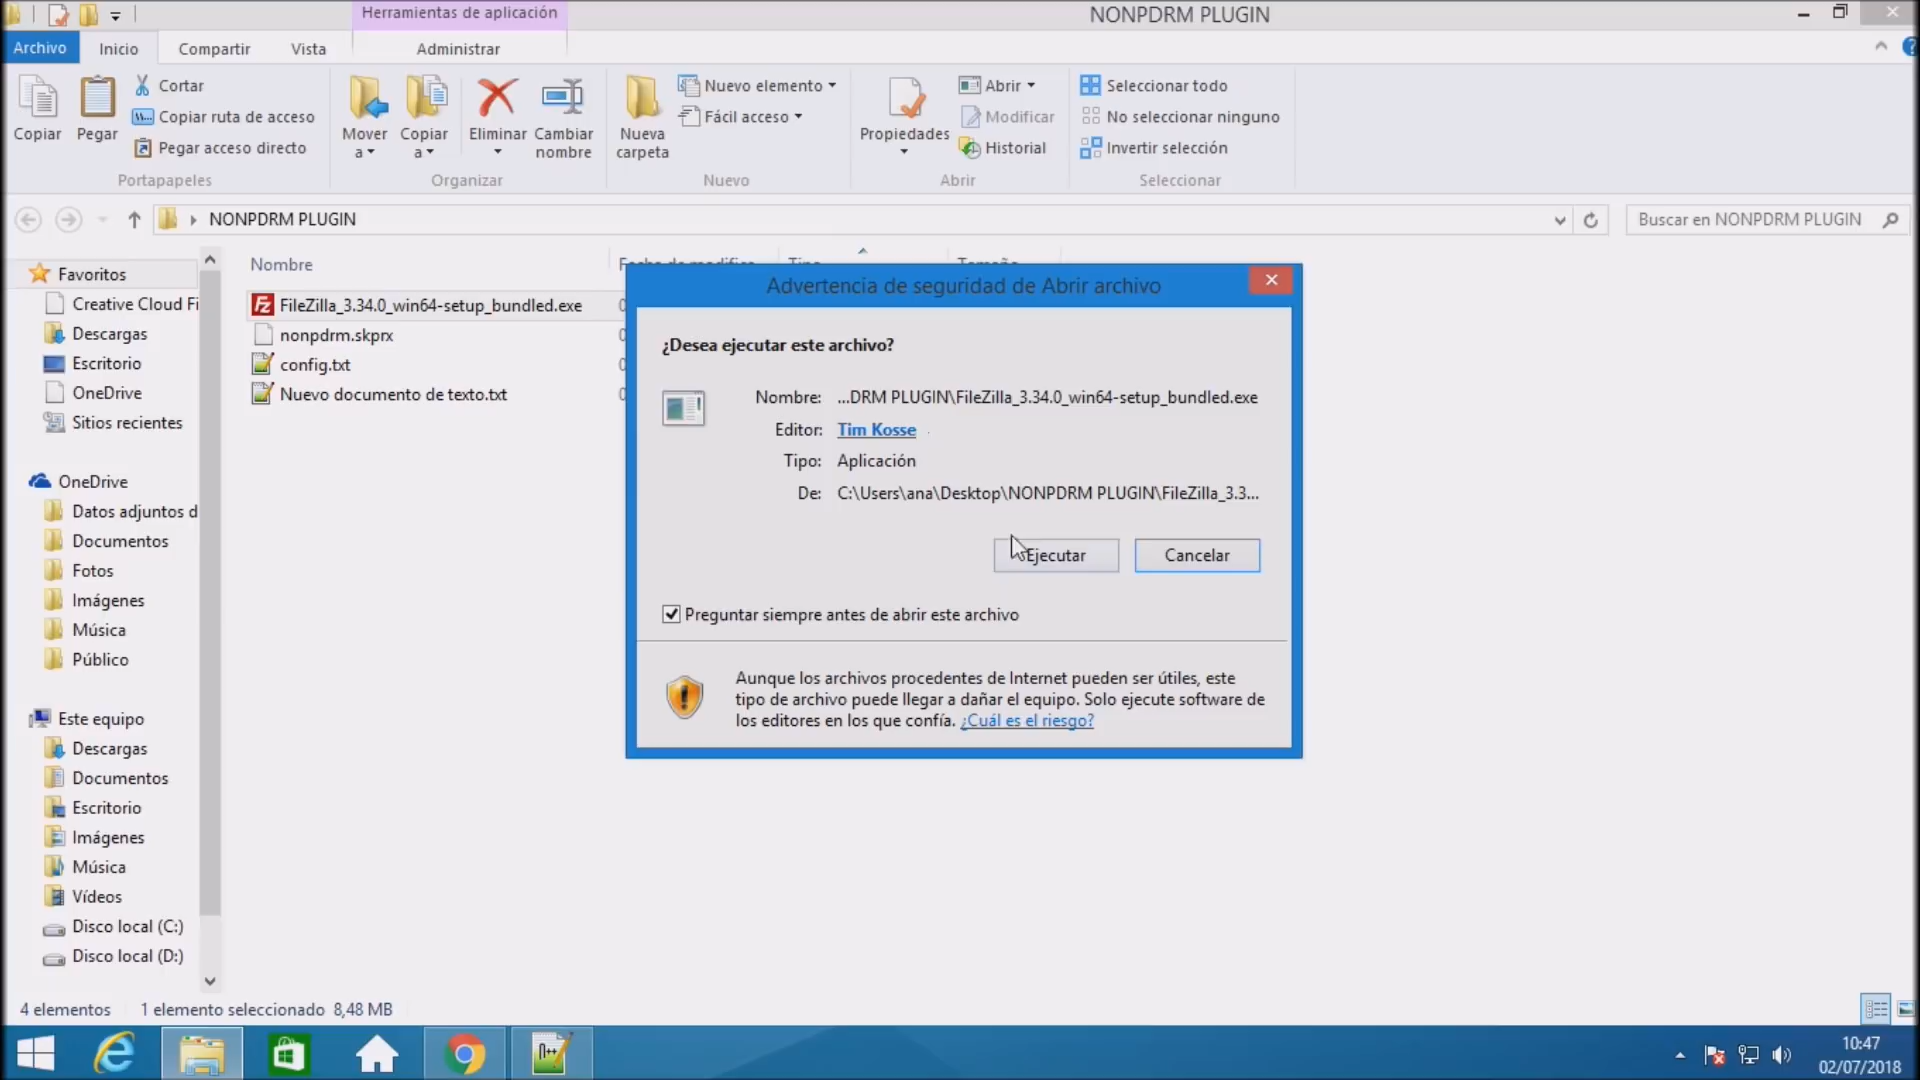 Herramientas de aplicación
NONPDRM PLUGIN
Archivo
Inicio
Compartir
Vista
Administrar
Copiar
Pegar
Cortar
Copiar ruta de acceso
Pegar acceso directo
Portapapeles
Mover a
Copiar a
Eliminar
Cambiar nombre
Organizar
Nueva carpeta
Nuevo elemento
Fácil acceso
Nuevo
Propiedades
Abrir
Modificar
Historial
Abrir
Seleccionar todo
No seleccionar ninguno
Invertir selección
Seleccionar
NONPDRM PLUGIN
Buscar en NONPDRM PLUGIN
Favoritos
Creative Cloud Fi
Descargas
Escritorio
OneDrive
Sitios recientes
OneDrive
Datos adjuntos d
Documentos
Fotos
Imágenes
Música
Público
Este equipo
Descargas
Documentos
Escritorio
Imágenes
Música
Vídeos
Disco local (C:)
Disco local (D:)
Nombre
FileZilla_3.34.0_win64-setup_bundled.exe
nonpdrm.skprx
config.txt
Nuevo documento de texto.txt
Advertencia de seguridad de Abrir archivo
¿Desea ejecutar este archivo?
Nombre: ...DRM PLUGIN\FileZilla_3.34.0_win64-setup_bundled.exe
Editor: Tim Kosse
Tipo: Aplicación
De: C:\Users\ana\Desktop\NONPDRM PLUGIN\FileZilla_3.3...
Ejecutar
Cancelar
Preguntar siempre antes de abrir este archivo
Aunque los archivos procedentes de Internet pueden ser útiles, este
tipo de archivo puede llegar a dañar el equipo. Solo ejecute software de
los editores en los que confía. ¿Cuál es el riesgo?
4 elementos
1 elemento seleccionado 8,48 MB
10:47
02/07/2018